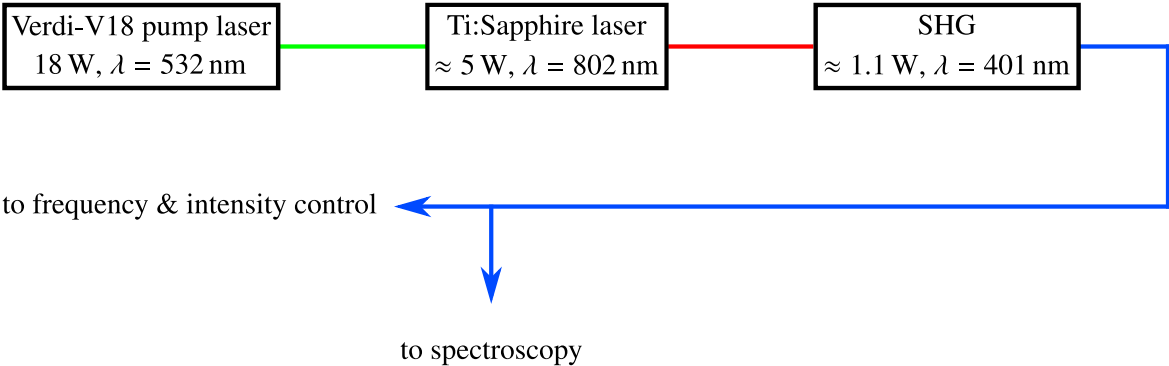 Verdi-V18 pump laser
18 W, λ = 532 nm
Ti:Sapphire laser
≈ 5 W, λ = 802 nm
SHG
≈ 1.1 W, λ = 401 nm
to frequency & intensity control
to spectroscopy